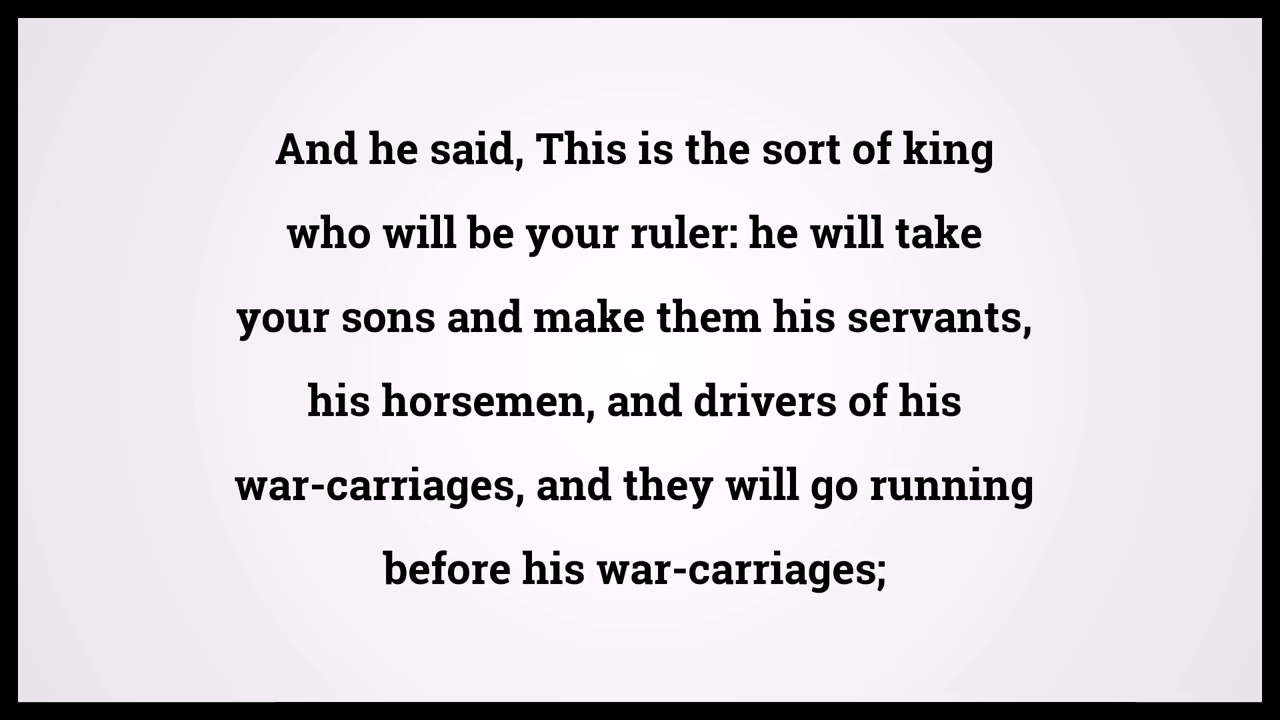 And he said, This is the sort of king
who will be your ruler: he will take
your sons and make them his servants,
his horsemen, and drivers of his
war-carriages, and they will go running
before his war-carriages;